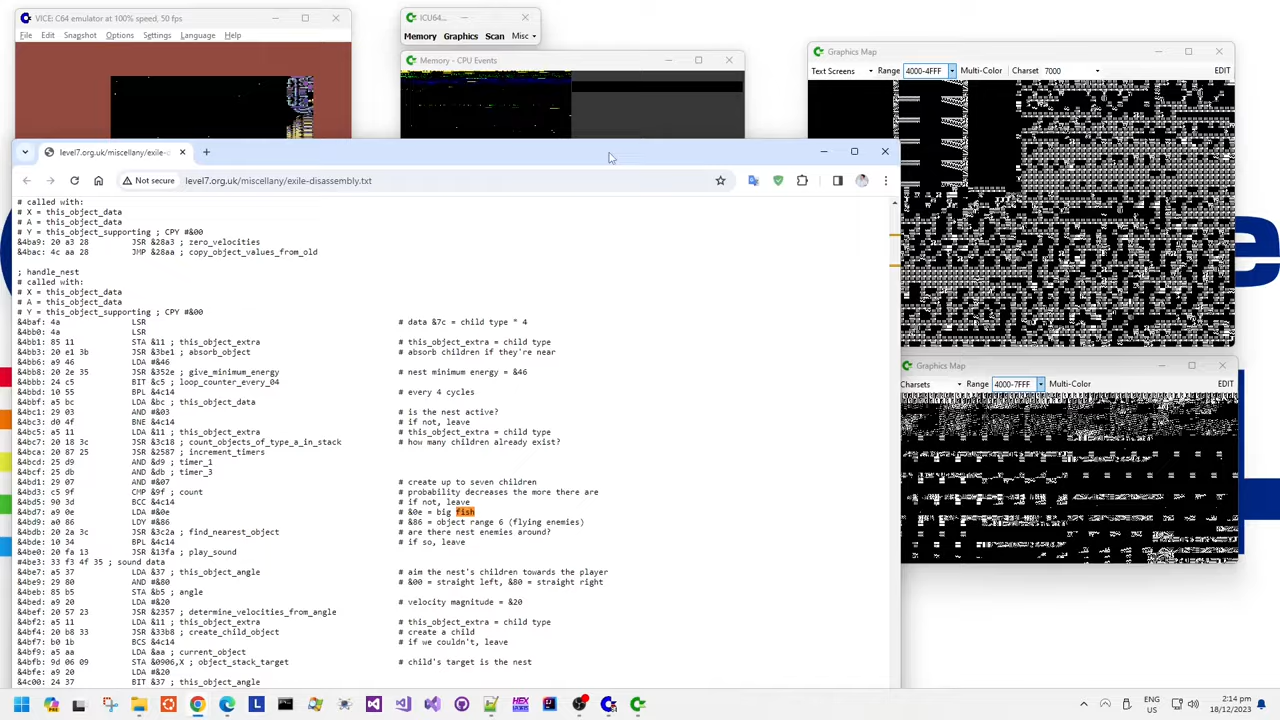 VICE: C64 emulator at 100% speed, 50 fps
File Edit Snapshot Options Settings Language Help
ICU64...
Memory Graphics Scan Misc
Memory - CPU Events
Graphics Map
Text Screens Range 4000-4FFF Multi-Color Charset 7000 EDIT
Graphics Map
Charsets Range 4000-7FFF Multi-Color EDIT
level7.org.uk/miscellany/exile-d
Not secure level7.org.uk/miscellany/exile-disassembly.txt
# called with:
# X = this_object_data
# A = this_object_data
# Y = this_object_supporting ; CPY #&00
&4ba9: 20 a3 28 JSR &28a3 ; zero_velocities
&4bac: 4c aa 28 JMP &28aa ; copy_object_values_from_old
; handle_nest
# called with:
# X = this_object_data
# A = this_object_data
# Y = this_object_supporting ; CPY #&00
&4baf: 4a LSR # data &7c = child type * 4
&4bb0: 4a LSR
&4bb1: 85 11 STA &11 ; this_object_extra # this_object_extra = child type
&4bb3: 20 e1 3b JSR &3be1 ; absorb_object # absorb children if they're near
&4bb6: a9 46 LDA #&46
&4bb8: 20 2e 35 JSR &352e ; give_minimum_energy # nest minimum energy = &46
&4bbb: 24 c5 BIT &c5 ; loop_counter_every_04
&4bbd: 10 55 BPL &4c14 # every 4 cycles
&4bbf: a5 bc LDA &bc ; this_object_data
&4bc1: 29 03 AND #&03 # is the nest active?
&4bc3: d0 4f BNE &4c14 # if not, leave
&4bc5: a5 11 LDA &11 ; this_object_extra # this_object_extra = child type
&4bc7: 20 18 3c JSR &3c18 ; count_objects_of_type_a_in_stack # how many children already exist?
&4bca: 20 87 25 JSR &2587 ; increment_timers
&4bcd: 25 d9 AND &d9 ; timer_1
&4bcf: 25 db AND &db ; timer_3
&4bd1: 29 07 AND #&07 # create up to seven children
&4bd3: c5 9f CMP &9f ; count # probability decreases the more there are
&4bd5: 90 3d BCC &4c14 # if not, leave
&4bd7: a9 0e LDA #&0e # &0e = big fish
&4bd9: a0 86 LDY #&86 # &86 = object range 6 (flying enemies)
&4bdb: 20 2a 3c JSR &3c2a ; find_nearest_object # are there nest enemies around?
&4bde: 10 34 BPL &4c14 # if so, leave
&4be0: 20 fa 13 JSR &13fa ; play_sound
&4be3: 33 f3 4f 35 ; sound data
&4be7: a5 37 LDA &37 ; this_object_angle # aim the nest's children towards the player
&4be9: 29 80 AND #&80 # &00 = straight left, &80 = straight right
&4beb: 85 b5 STA &b5 ; angle
&4bed: a9 20 LDA #&20 # velocity magnitude = &20
&4bef: 20 57 23 JSR &2357 ; determine_velocities_from_angle
&4bf2: a5 11 LDA &11 ; this_object_extra # this_object_extra = child type
&4bf4: 20 b8 33 JSR &33b8 ; create_child_object # create a child
&4bf7: b0 1b BCS &4c14 # if we couldn't, leave
&4bf9: a5 aa LDA &aa ; current_object
&4bfb: 9d 06 09 STA &0906,X ; object_stack_target # child's target is the nest
&4bfe: a9 20 LDA #&20
&4c00: 24 37 BIT &37 ; this_object_angle
ENG
US
2:14 pm
18/12/2023